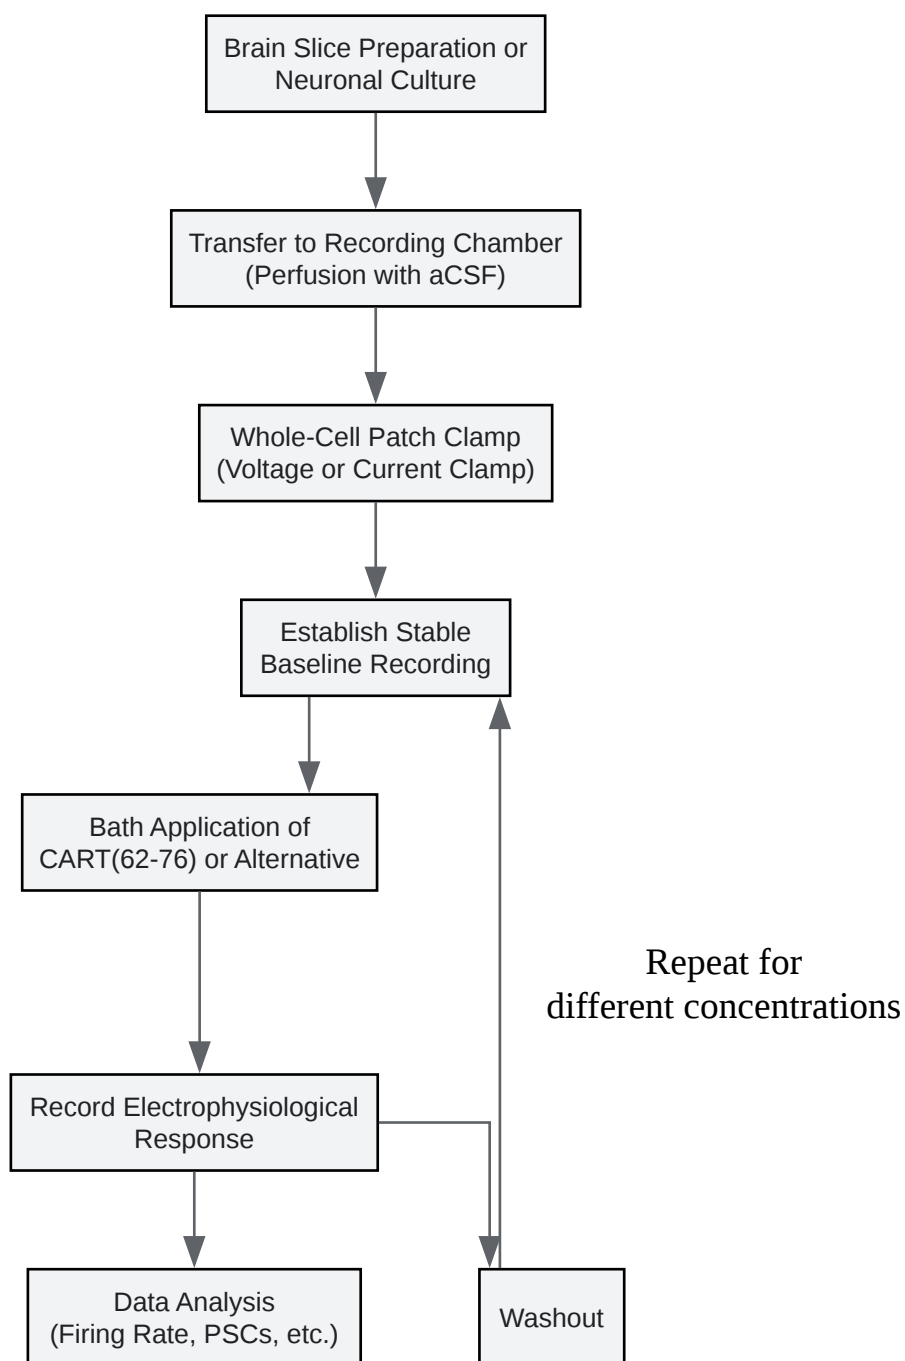 Brain Slice Preparation or
Neuronal Culture
Transfer to Recording Chamber
(Perfusion with aCSF)
Whole-Cell Patch Clamp
(Voltage or Current Clamp)
Establish Stable
Baseline Recording
Bath Application of
CART(62-76) or Alternative
Repeat for
different concentrations
Record Electrophysiological
Response
Data Analysis
(Firing Rate, PSCs, etc.)
Washout